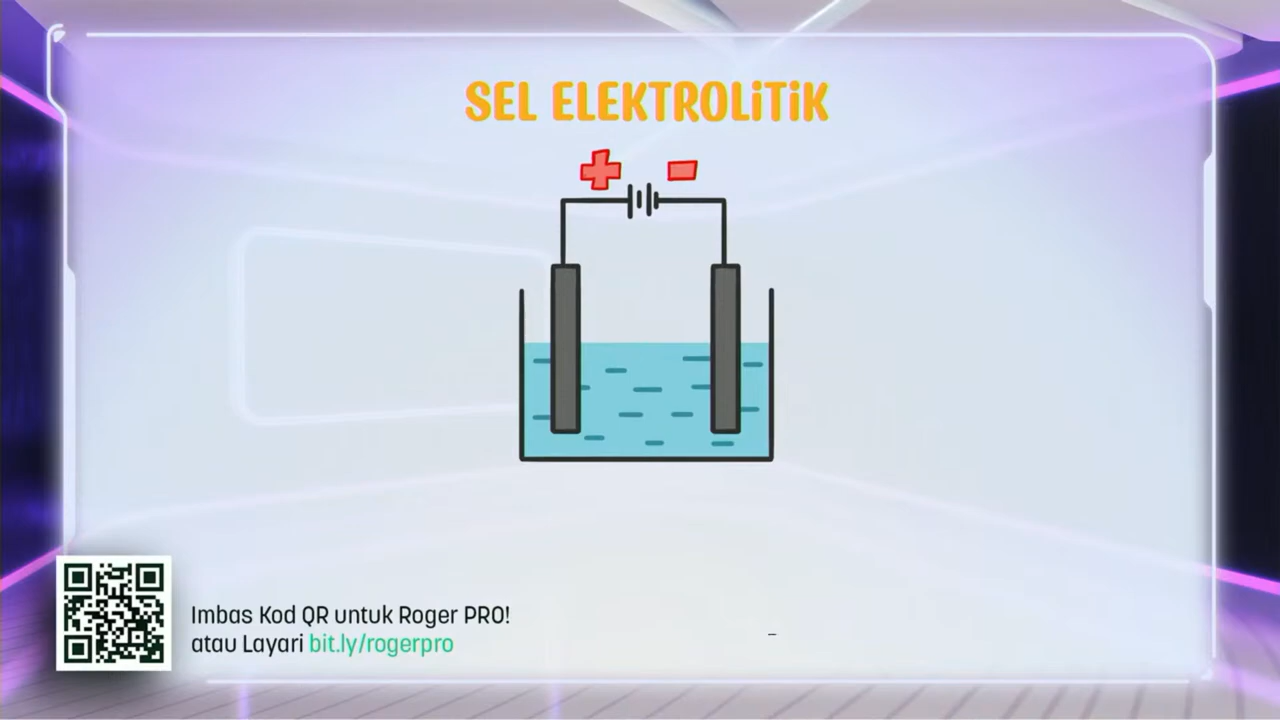 SEL ELEKTROLiTiK
+ -
Imbas Kod QR untuk Roger PRO!
atau Layari bit.ly/rogerpro